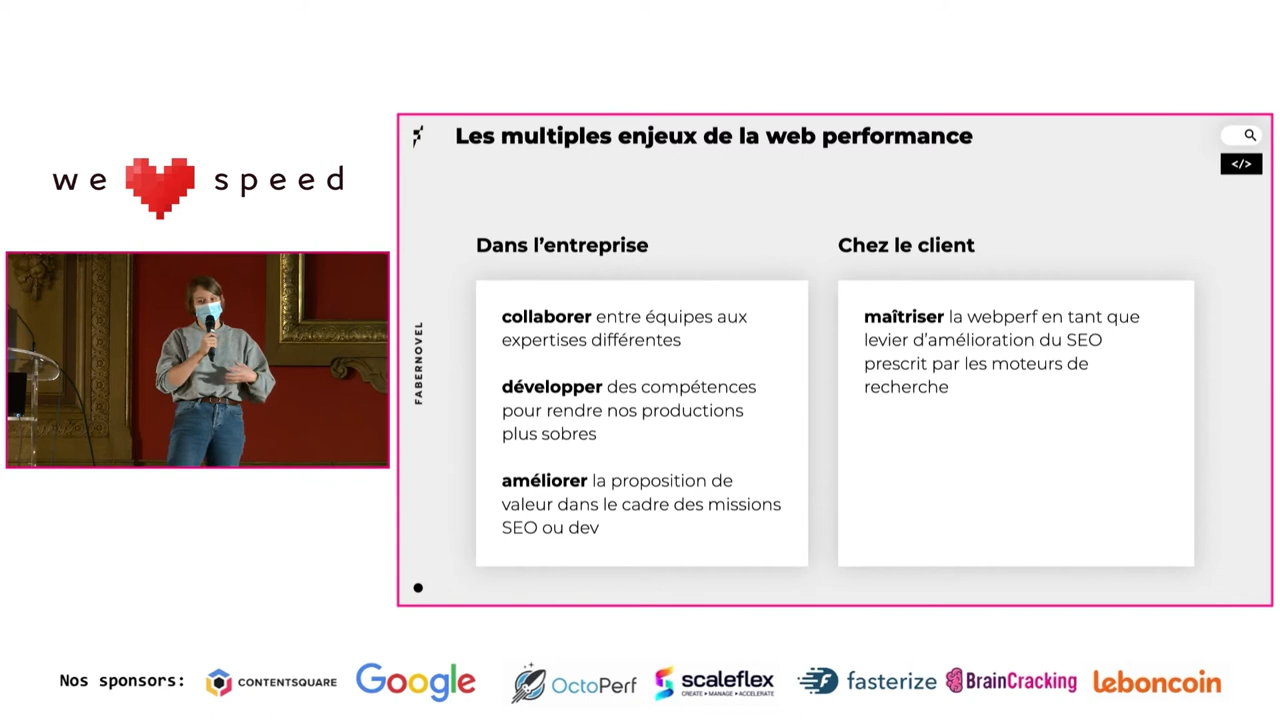 we speed
Les multiples enjeux de la web performance
</>
Dans l’entreprise
collaborer entre équipes aux
expertises différentes
développer des compétences
pour rendre nos productions
plus sobres
améliorer la proposition de
valeur dans le cadre des missions
SEO ou dev
Chez le client
maîtriser la webperf en tant que
levier d’amélioration du SEO
prescrit par les moteurs de
recherche
FABERNOVEL
Nos sponsors:
CONTENTSQUARE
Google
OctoPerf
scaleflex
CREATE • MANAGE • ACCELERATE
fasterize
BrainCracking
leboncoin